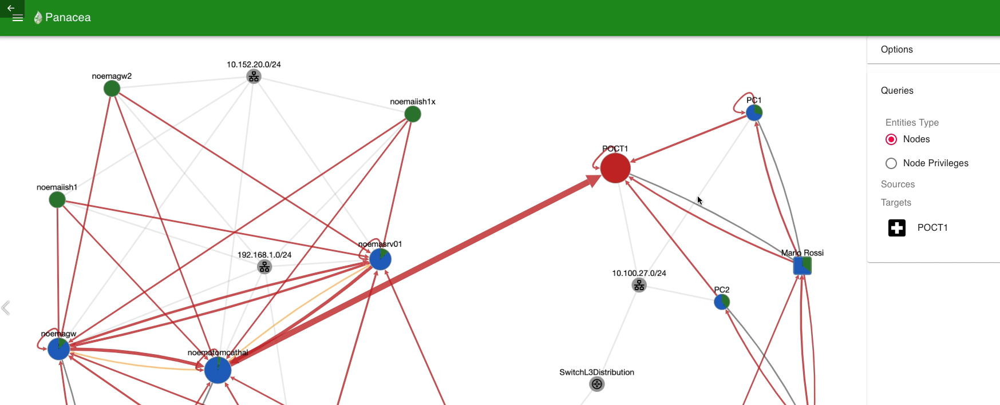 Panacea
Options
10.152.20.0/24
noemagw2
Queries
noemaiish1x
PC1
Entities Type
Nodes
POCT1
Node Privileges
noemaiish1
Sources
Targets
POCT1
noemasrv01
192.168.1.0/24
Mario Rossi
10.100.27.0/24
PC2
noemagw
noematomcathal
SwitchL3Distribution